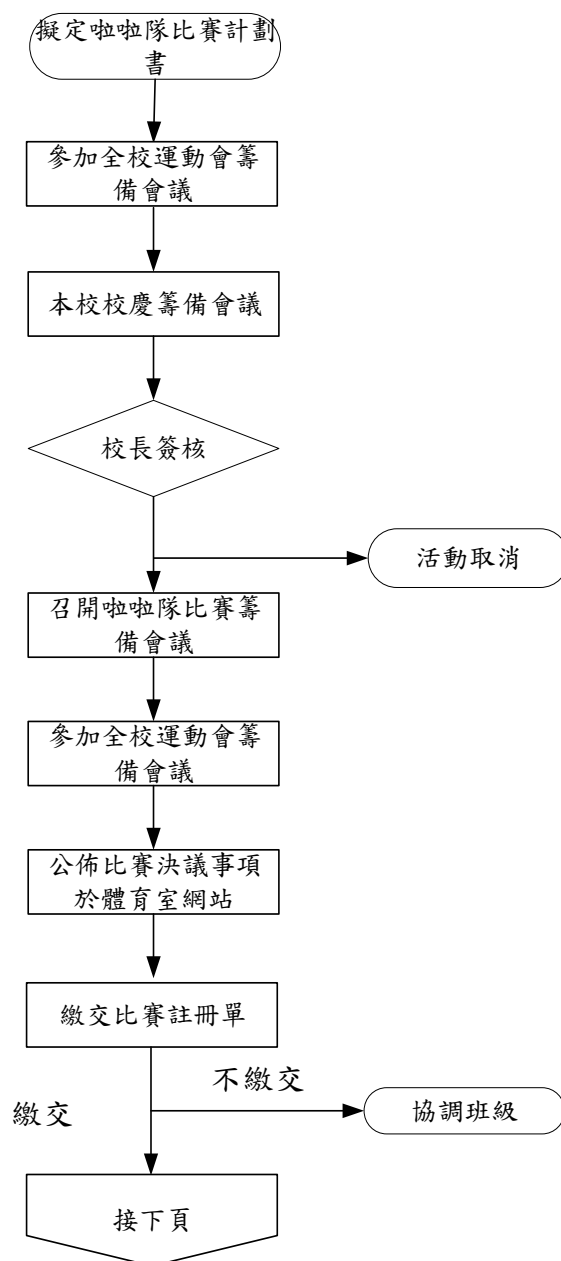 擬定啦啦隊比賽計劃
書
參加全校運動會籌
備會議
本校校慶籌備會議
校長簽核
活動取消
召開啦啦隊比賽籌
備會議
參加全校運動會籌
備會議
公佈比賽決議事項
於體育室網站
繳交比賽註冊單
不繳交
繳交
協調班級
接下頁